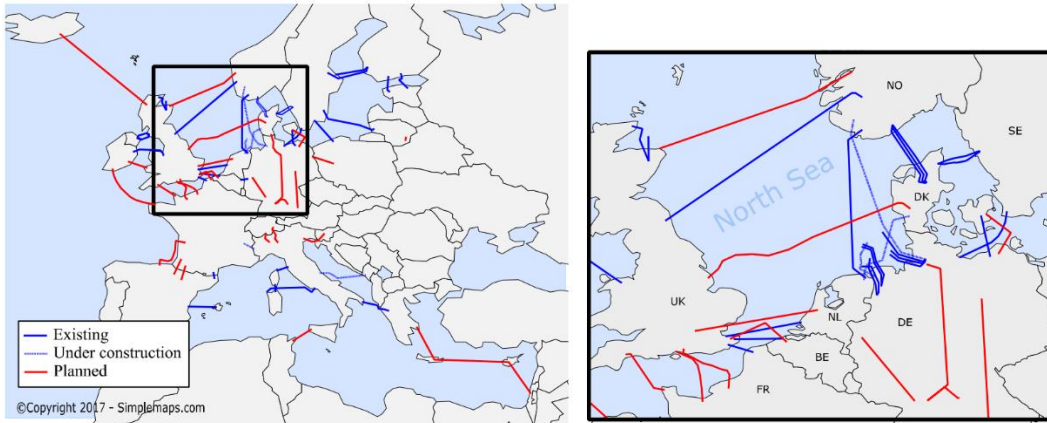 Existing
Under construction
Planned
©Copyright 2017 - Simplemaps.com
NO
SE
North Sea
DK
UK
NL
DE
BE
FR